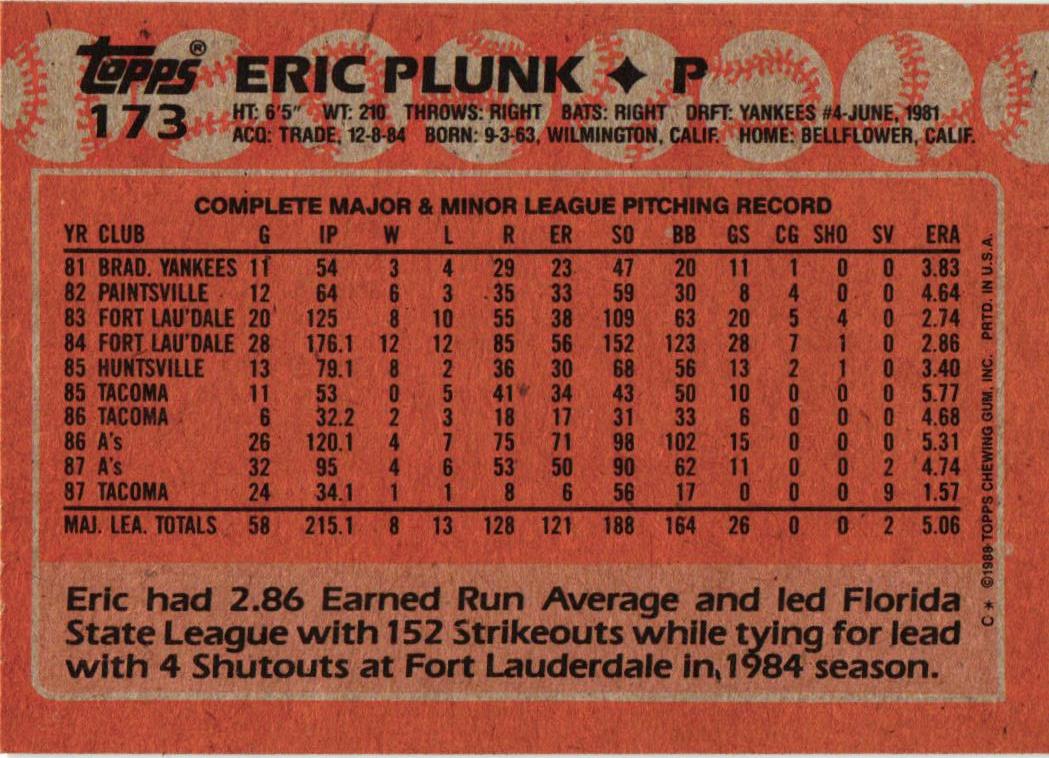 topps®
173
ERIC PLUNK ✦ P
HT: 6'5" WT: 210 THROWS: RIGHT BATS: RIGHT DRFT: YANKEES #4-JUNE, 1981
ACQ: TRADE, 12-8-84 BORN: 9-3-63, WILMINGTON, CALIF. HOME: BELLFLOWER, CALIF.
COMPLETE MAJOR & MINOR LEAGUE PITCHING RECORD
YR CLUB G IP W L R ER SO BB GS CG SHO SV ERA
81 BRAD. YANKEES 11 54 3 4 29 23 47 20 11 1 0 0 3.83
82 PAINTSVILLE 12 64 6 3 35 33 59 30 8 4 0 0 4.64
83 FORT LAU'DALE 20 125 8 10 55 38 109 63 20 5 4 0 2.74
84 FORT LAU'DALE 28 176.1 12 12 85 56 152 123 28 7 1 0 2.86
85 HUNTSVILLE 13 79.1 8 2 36 30 68 56 13 2 1 0 3.40
85 TACOMA 11 53 0 5 41 34 43 50 10 0 0 0 5.77
86 TACOMA 6 32.2 2 3 18 17 31 33 6 0 0 0 4.68
86 A's 26 120.1 4 7 75 71 98 102 15 0 0 0 5.31
87 A's 32 95 4 6 53 50 90 62 11 0 0 2 4.74
87 TACOMA 24 34.1 1 1 8 6 56 17 0 0 0 9 1.57
MAJ. LEA. TOTALS 58 215.1 8 13 128 121 188 164 26 0 0 2 5.06
Eric had 2.86 Earned Run Average and led Florida
State League with 152 Strikeouts while tying for lead
with 4 Shutouts at Fort Lauderdale in 1984 season.
C* ©1988 TOPPS CHEWING GUM, INC. PRTD. IN U.S.A.